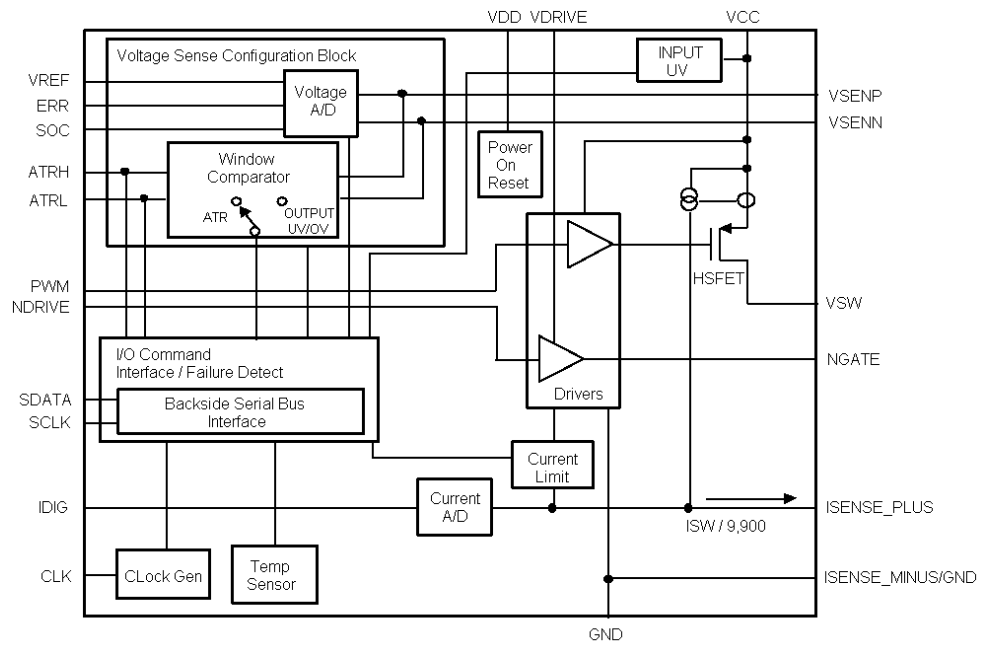 VDD VDRIVE VCC
Voltage Sense Configuration Block
INPUT
UV
VREF
ERR
SOC
Voltage
A/D
VSENP
VSENN
Power
On
Reset
ATRH
ATRL
Window
Comparator
ATR
OUTPUT
UV/OV
HSFET
PWM
NDRIVE
VSW
NGATE
I/O Command
Interface / Failure Detect
Drivers
SDATA
SCLK
Backside Serial Bus
Interface
Current
Limit
IDIG
Current
A/D
ISENSE_PLUS
ISW / 9,900
CLK
CLock Gen
Temp
Sensor
ISENSE_MINUS/GND
GND